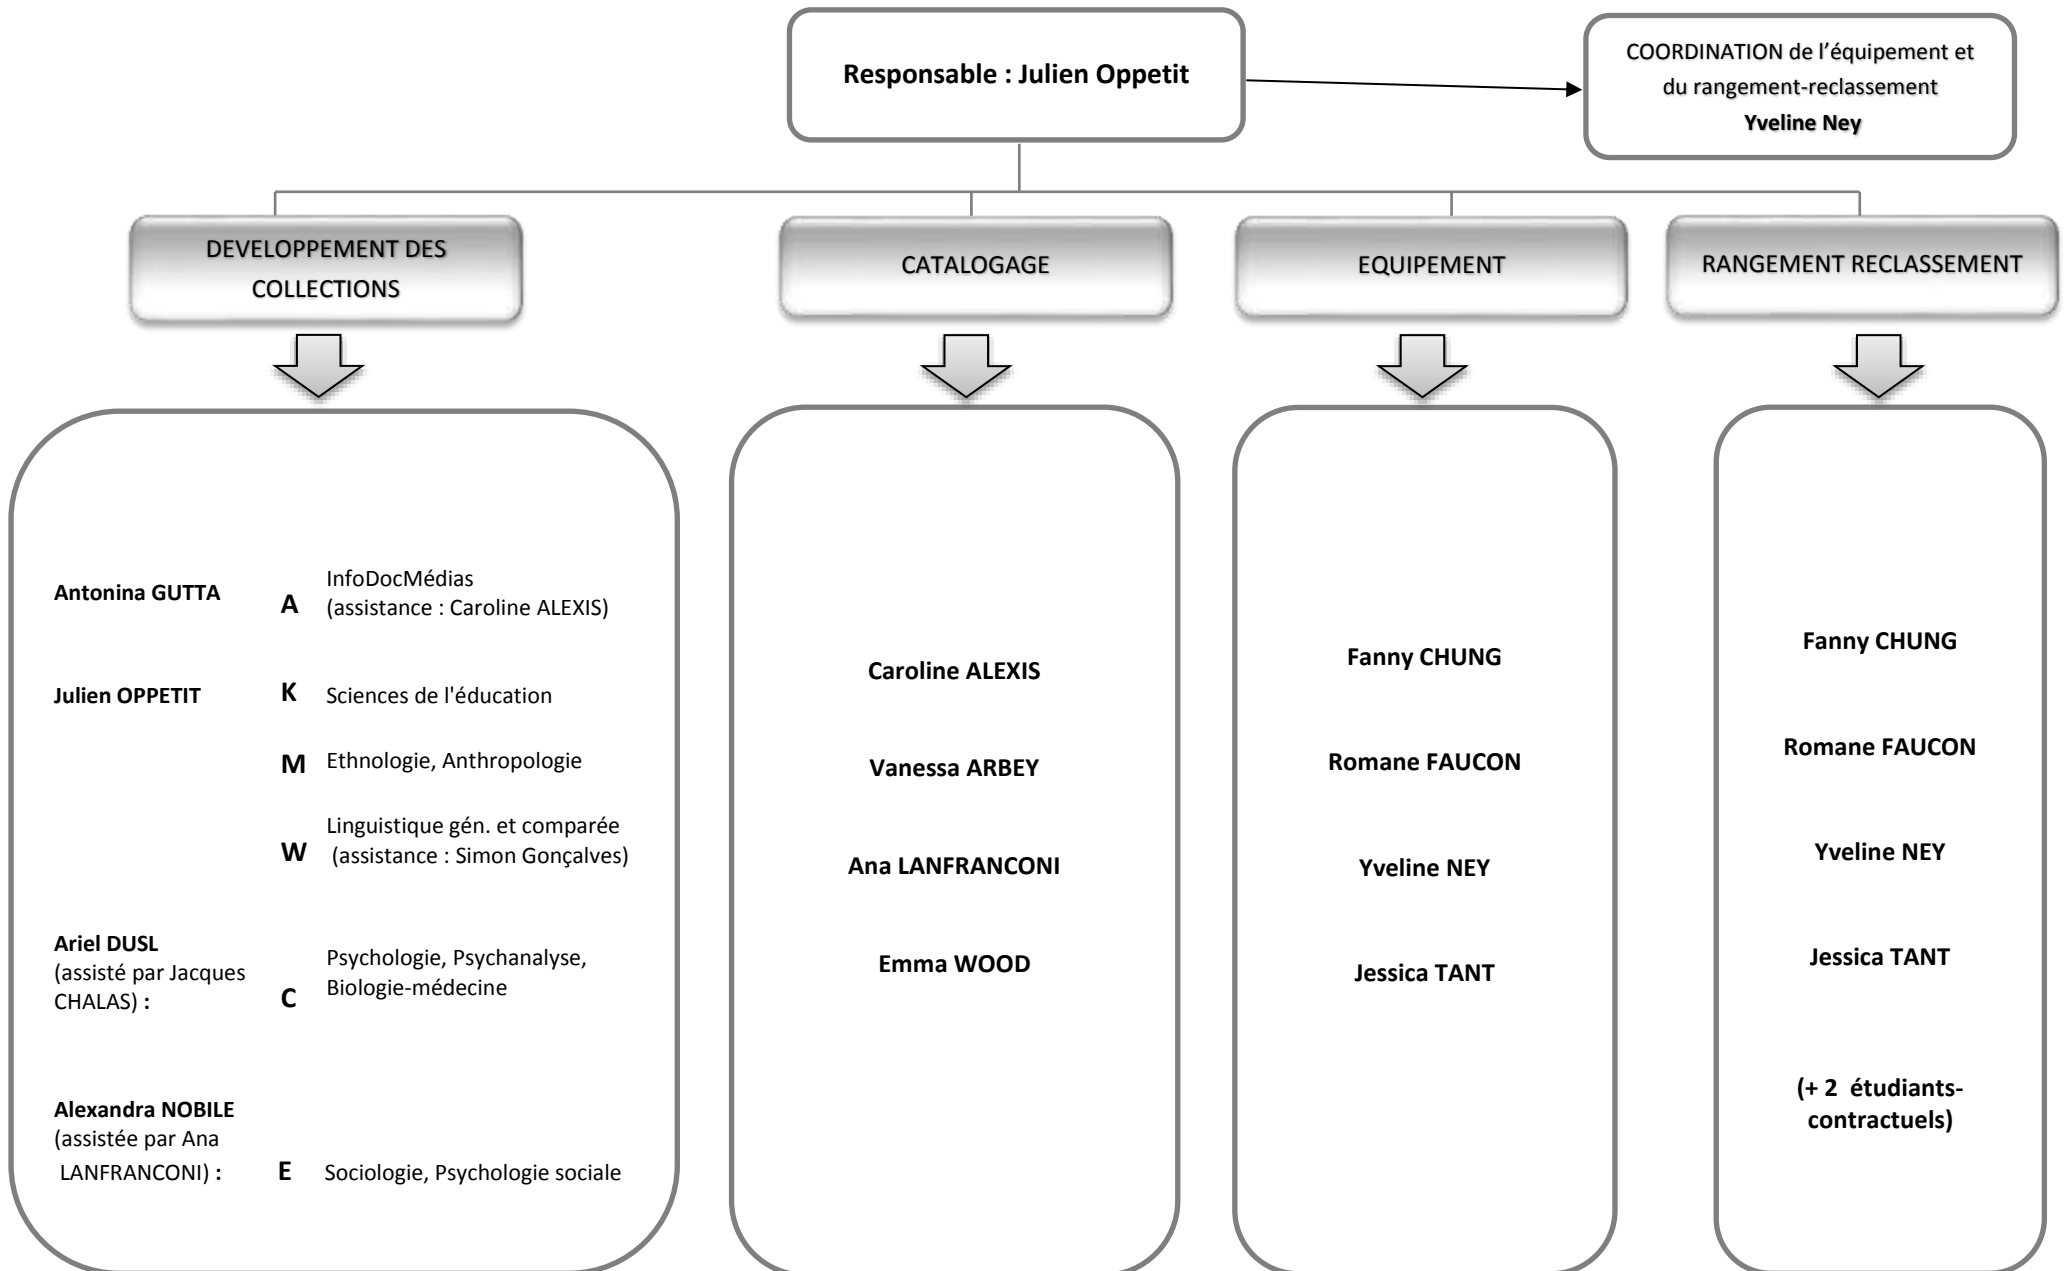 Responsable : Julien Oppetit
COORDINATION de l'équipement et
du rangement-reclassement
Yveline Ney
DEVELOPPEMENT DES
COLLECTIONS
CATALOGAGE
EQUIPEMENT
RANGEMENT RECLASSEMENT
Antonina GUTTA
A
InfoDocMédias
(assistance : Caroline ALEXIS)
Julien OPPETIT
K
Sciences de l'éducation
M
Ethnologie, Anthropologie
W
Linguistique gén. et comparée
(assistance : Simon Gonçalves)
Ariel DUSL
(assisté par Jacques
CHALAS) :
C
Psychologie, Psychanalyse,
Biologie-médecine
Alexandra NOBILE
(assistée par Ana
LANFRANCONI) :
E
Sociologie, Psychologie sociale
Caroline ALEXIS
Vanessa ARBEY
Ana LANFRANCONI
Emma WOOD
Fanny CHUNG
Romane FAUCON
Yveline NEY
Jessica TANT
Fanny CHUNG
Romane FAUCON
Yveline NEY
Jessica TANT
(+ 2 étudiants-
contractuels)